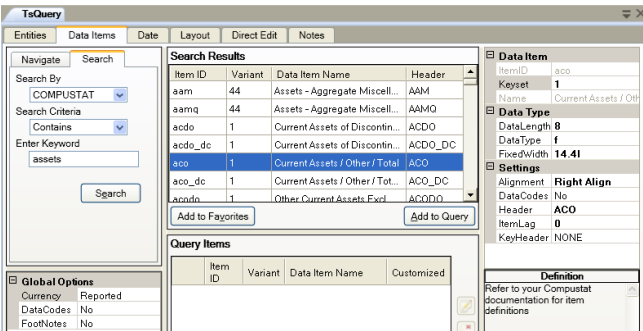 TsQuery
Entities Data Items Date Layout Direct Edit Notes
Navigate Search
Search By
COMPUSTAT
Search Criteria
Contains
Enter Keyword
assets
Search
Global Options
Currency Reported
DataCodes No
FootNotes No
Search Results
Item ID Variant Data Item Name Header
aam 44 Assets - Aggregate Miscell... AAM
aamq 44 Assets - Aggregate Miscell... AAMQ
acdo 1 Current Assets of Discontin... ACDO
acdo_dc 1 Current Assets of Discontin... ACDO_DC
aco 1 Current Assets / Other / Total ACO
aco_dc 1 Current Assets / Other / Tot... ACO_DC
acodo 1 Other Current Assets Excl ACODO
Add to Favorites Add to Query
Query Items
Item ID Variant Data Item Name Customized
Data Item
ItemID aco
Keyset 1
Name Current Assets / Oth
Data Type
DataLength 8
DataType f
FixedWidth 14.4l
Settings
Alignment Right Align
DataCodes No
Header ACO
ItemLag 0
KeyHeader NONE
Definition
Refer to your Compustat
documentation for item
definitions